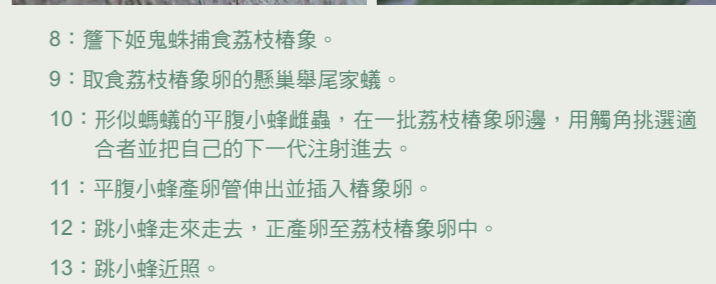 8：簷下姬鬼蛛捕食荔枝椿象。
9：取食荔枝椿象卵的懸巢舉尾家蟻。
10：形似螞蟻的平腹小蜂雌蟲，在一批荔枝椿象卵邊，用觸角挑選適
合者並把自己的下一代注射進去。
11：平腹小蜂產卵管伸出並插入椿象卵。
12：跳小蜂走來走去，正產卵至荔枝椿象卵中。
13：跳小蜂近照。